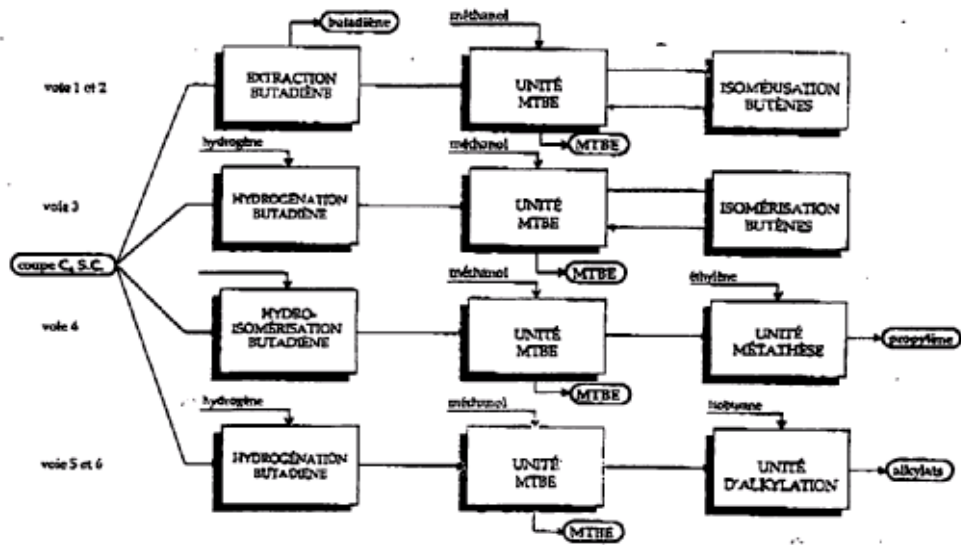 butadiène
méthanol
voie 1 et 2
EXTRACTION
BUTADIÈNE
UNITÉ
MTBE
ISOMÉRISATION
BUTÈNES
MTBE
hydrogène
méthanol
voie 3
HYDROGÉNATION
BUTADIÈNE
UNITÉ
MTBE
ISOMÉRISATION
BUTÈNES
MTBE
coupe C₄ S.C.
méthanol
éthylène
voie 4
HYDRO-
ISOMÉRISATION
BUTADIÈNE
UNITÉ
MTBE
UNITÉ
MÉTATHÈSE
propylène
MTBE
hydrogène
méthanol
isobutane
voie 5 et 6
HYDROGÉNATION
BUTADIÈNE
UNITÉ
MTBE
UNITÉ
D'ALKYLATION
alkylats
MTBE